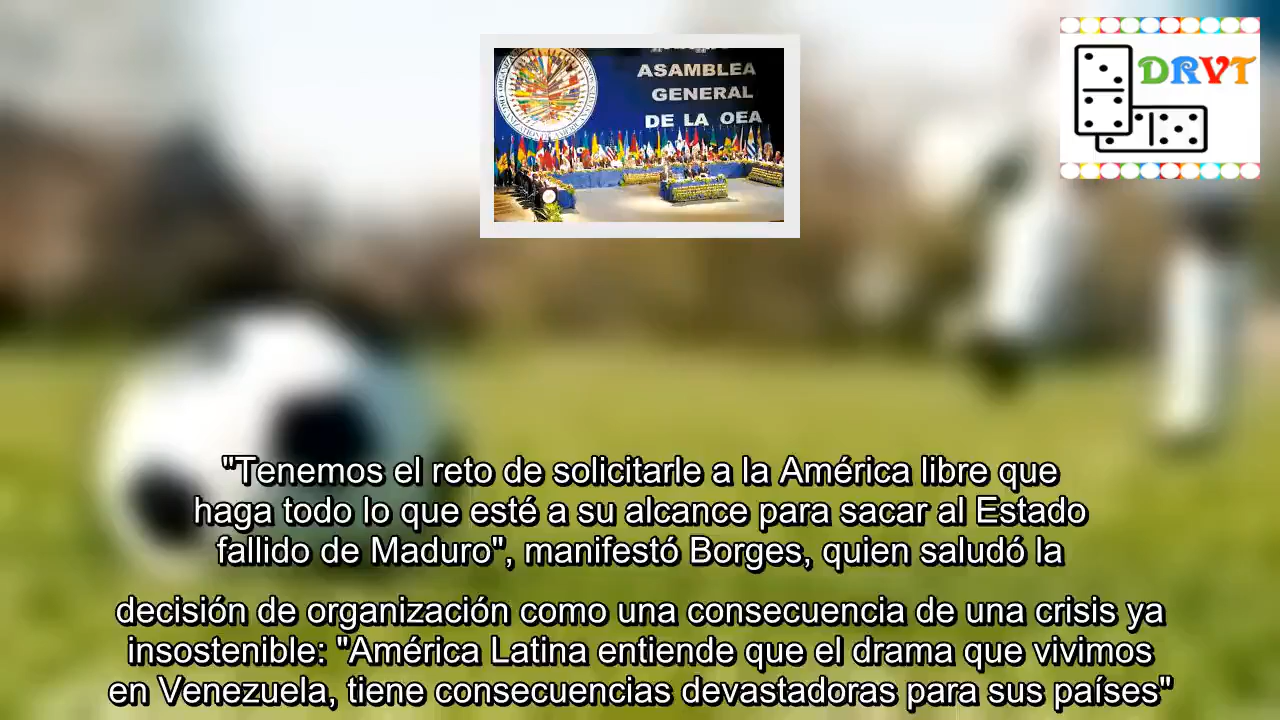 ASAMBLEA
GENERAL
DE LA OEA
DRVT
"Tenemos el reto de solicitarle a la América libre que
haga todo lo que esté a su alcance para sacar al Estado
fallido de Maduro", manifestó Borges, quien saludó la
decisión de organización como una consecuencia de una crisis ya
insostenible: "América Latina entiende que el drama que vivimos
en Venezuela, tiene consecuencias devastadoras para sus países"